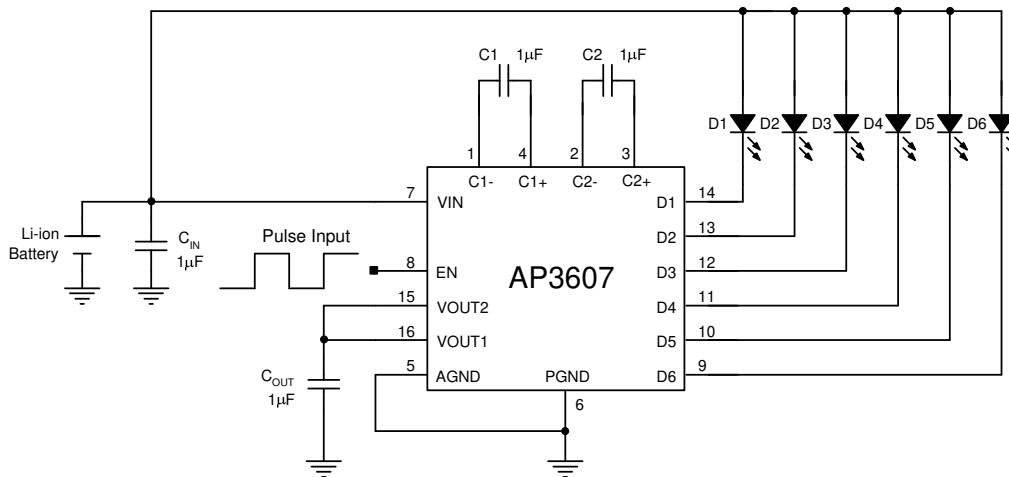 C1 1µF C2 1µF
D1 D2 D3 D4 D5 D6
1 4 2 3
C1- C1+ C2- C2+
7 VIN D1 14
Li-ion
Battery
CIN
1µF
Pulse Input
D2 13
8 EN D3 12
AP3607
15 VOUT2 D4 11
16 VOUT1 D5 10
5 AGND PGND D6 9
6
COUT
1µF